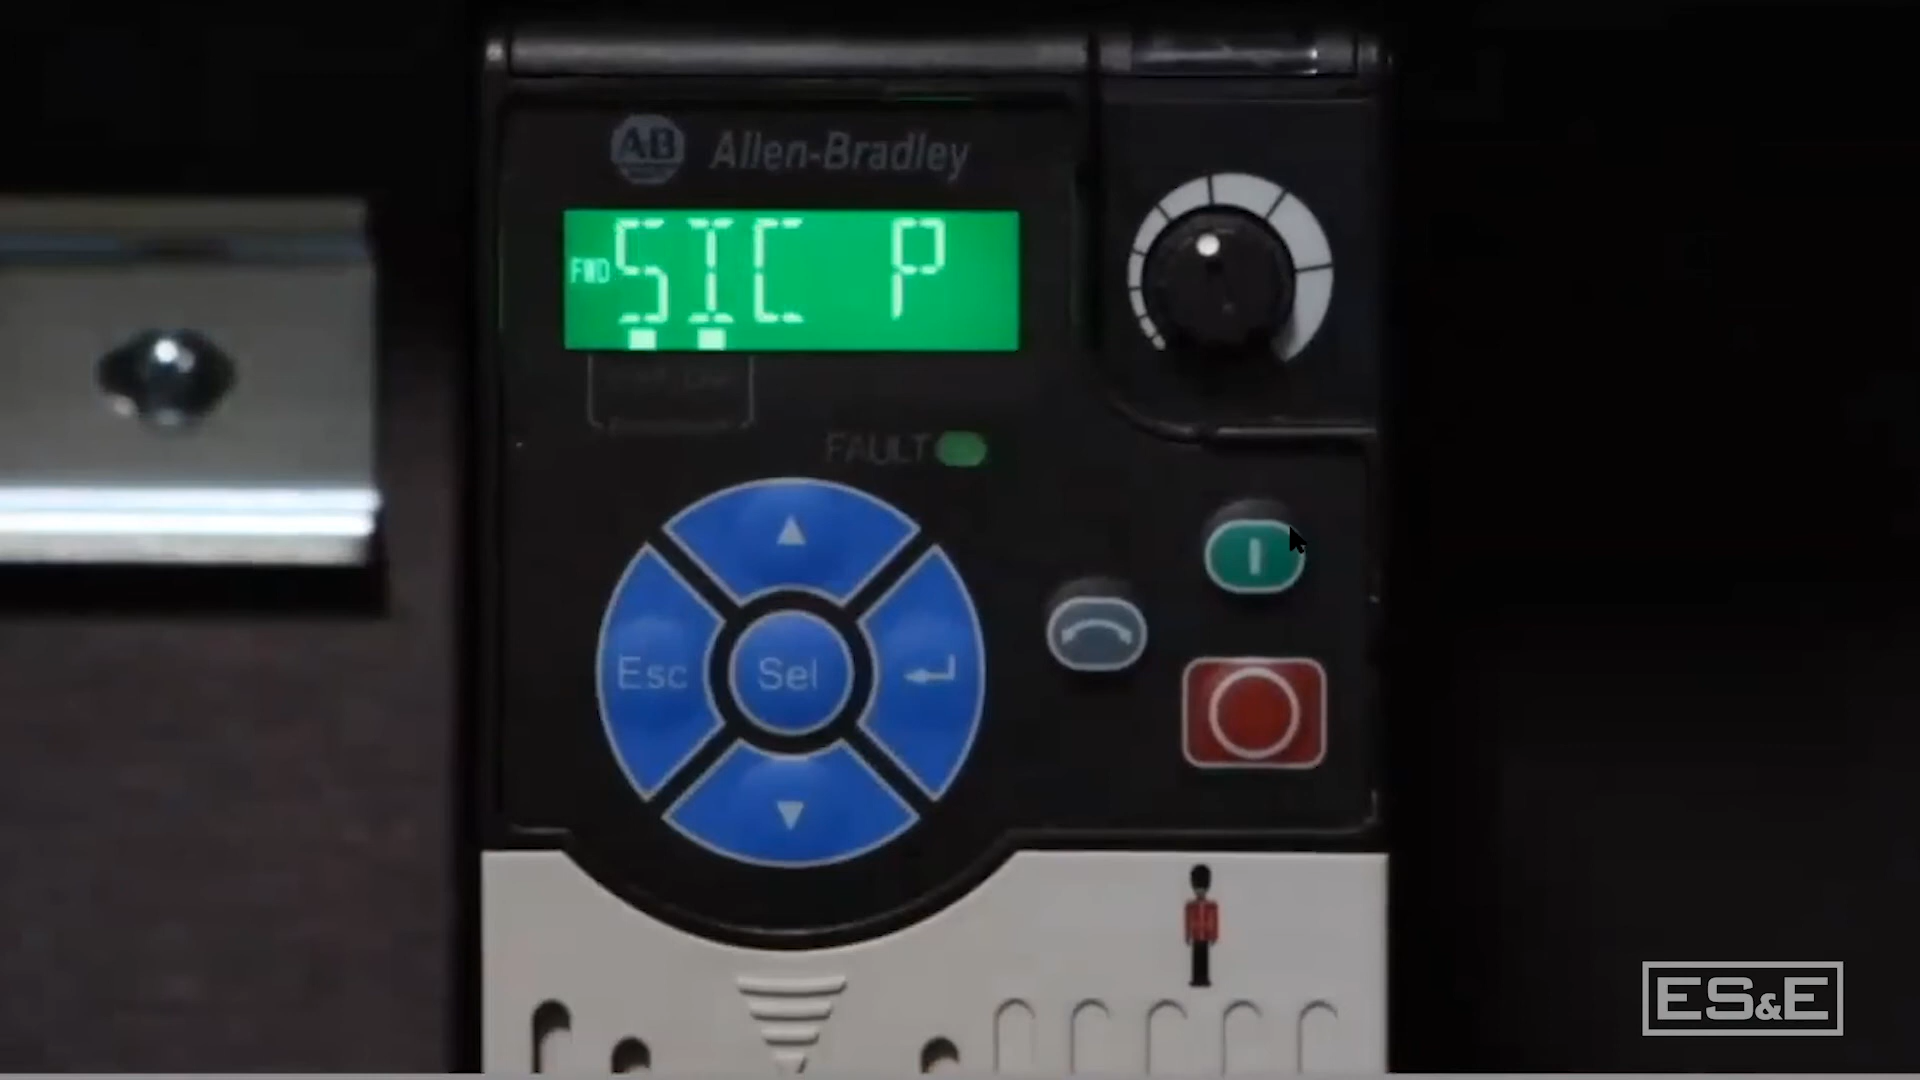 AB Allen-Bradley
FWD SIC P
FAULT
Esc Sel
ES&E